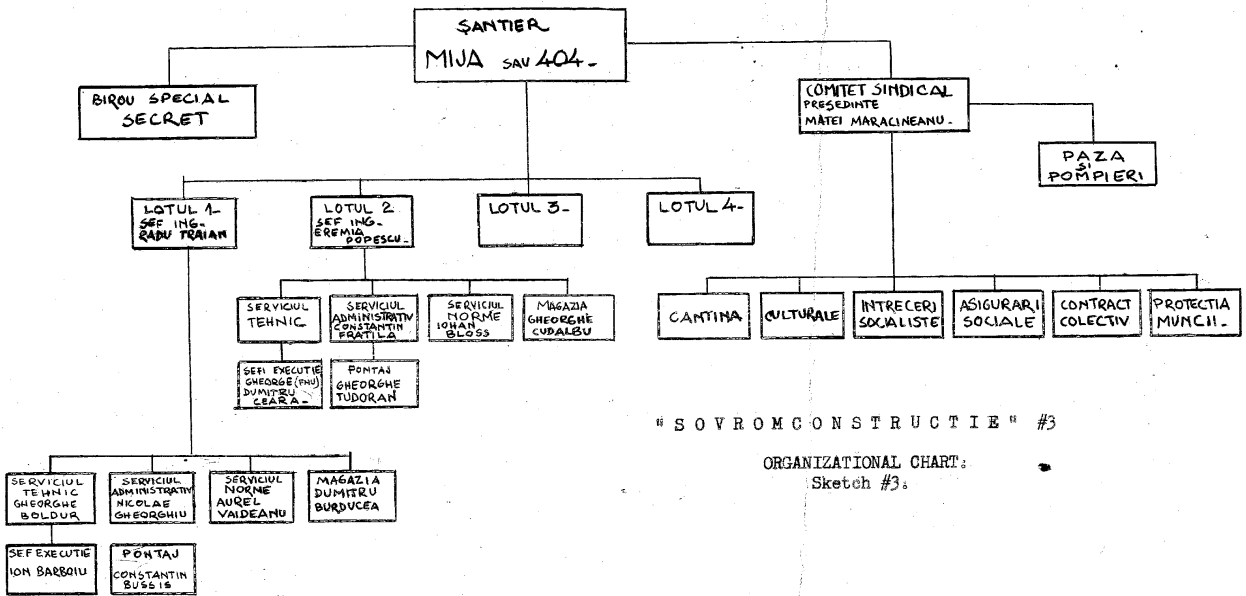 ȘANTIER
MIJA SAU 404-
BIROU SPECIAL
SECRET
COMITET SINDICAL
PREȘEDINTE
MATEI MARACINEANU-
PAZA
ȘI
POMPIERI
LOTUL 1-
SEF ING-
RADU TRAIAN
LOTUL 2
SEF ING-
EREMIA
POPESCU-
LOTUL 3-
LOTUL 4-
SERVICIUL
TEHNIC
SERVICIUL
ADMINISTRATIV
CONSTANTIN
FRATILA
SERVICIUL
NORME
IOHAN
BLOSS
MAGAZIA
GHEORGHE
CUDALBU
CANTINA
CULTURALE
INTRECERI
SOCIALISTE
ASIGURARI
SOCIALE
CONTRACT
COLECTIV
PROTECTIA
MUNCII-
SEFI EXECUTIE
GHEORGE (FNU)
DUMITRU
CEARA-
PONTAJ
GHEORGHE
TUDORAN
"SOVROMCONSTRUCTIE" #3
ORGANIZATIONAL CHART:
Sketch #3:
SERVICIUL
TEHNIC
GHEORGHE
BOLDUR
SERVICIUL
ADMINISTRATIV
NICOLAE
GHEORGHIU
SERVICIUL
NORME
AUREL
VAIDEANU
MAGAZIA
DUMITRU
BURDUCEA
SEF EXECUTIE
ION BARBOIU
PONTAJ
CONSTANTIN
BUSSIS